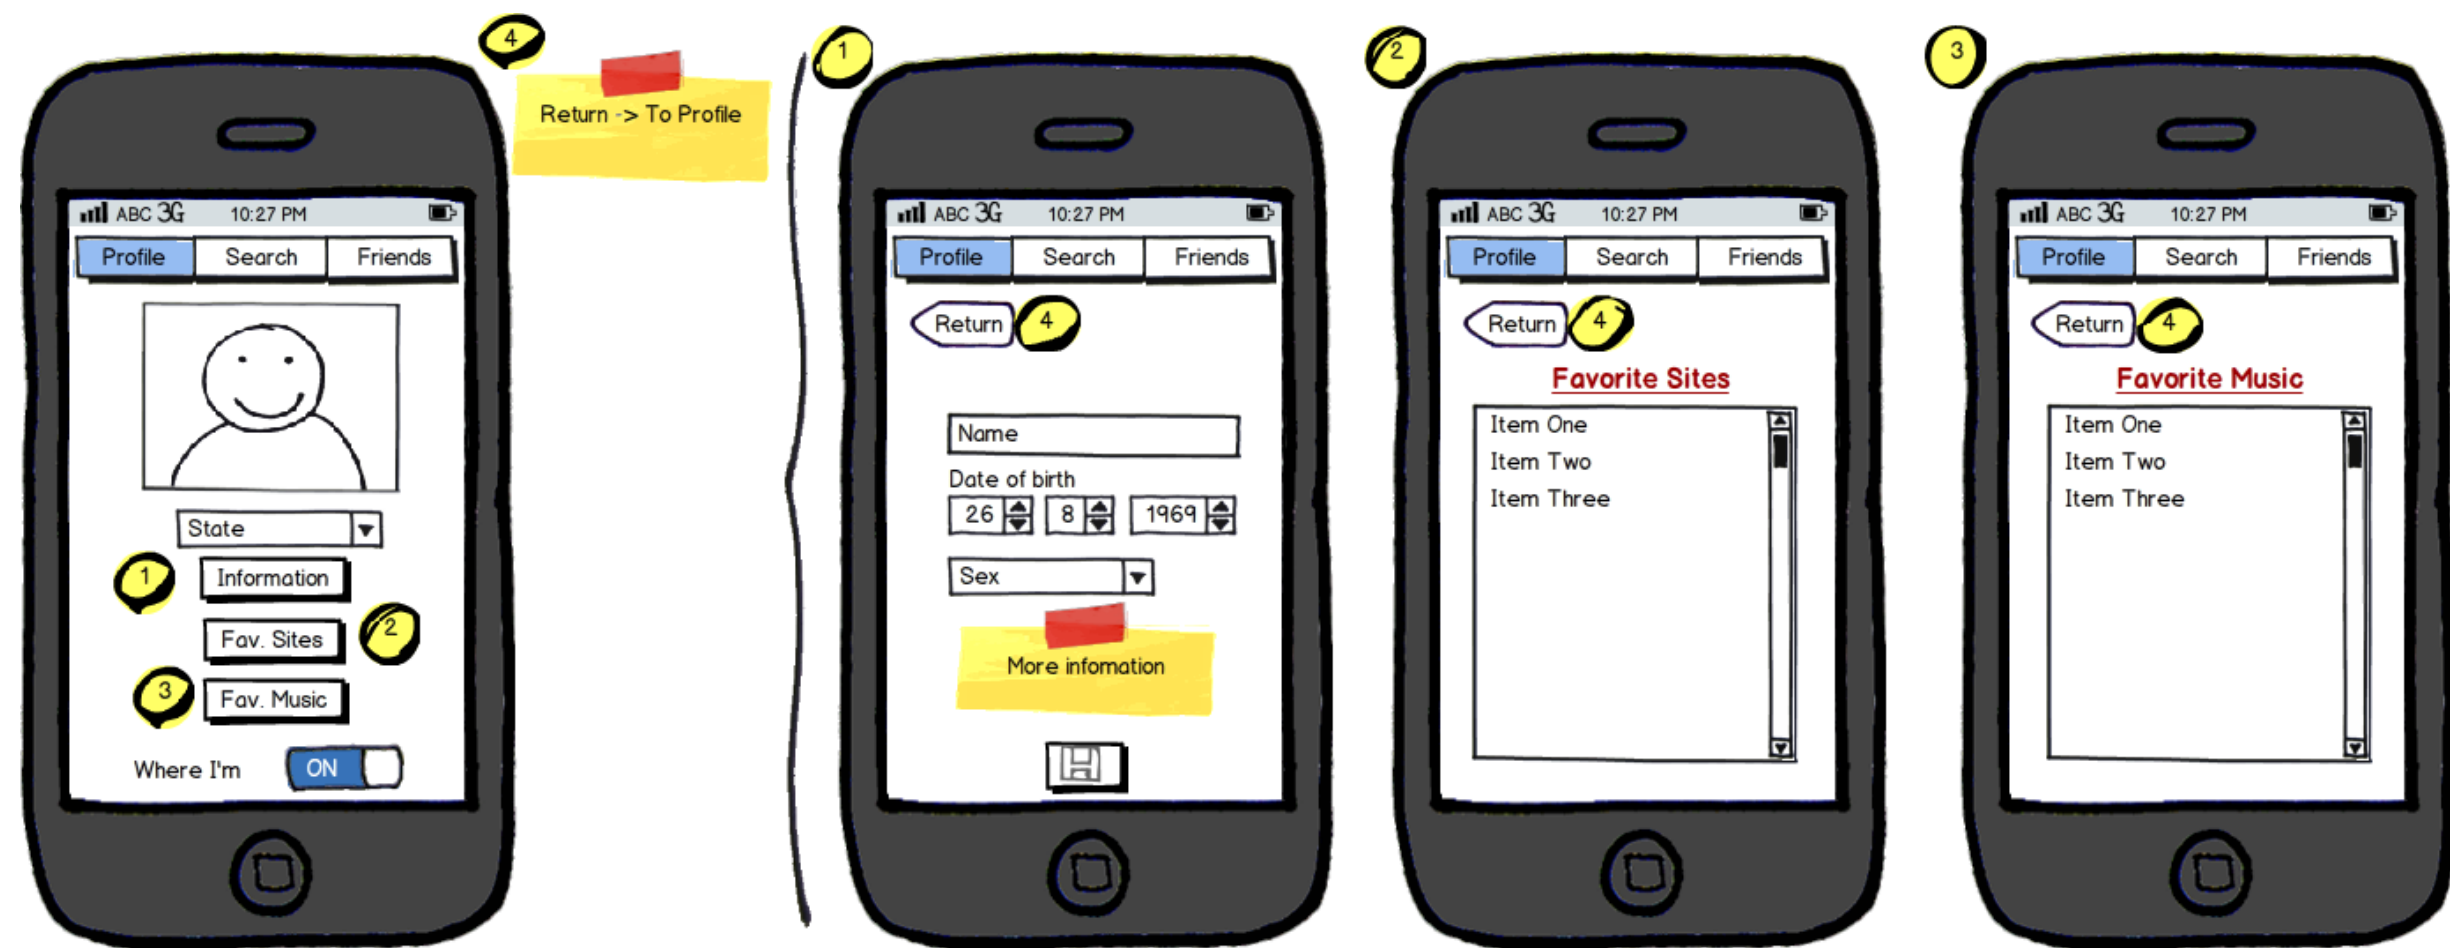 4
Return -> To Profile
ABC 3G 10:27 PM
Profile Search Friends
State
1 Information
Fav. Sites 2
3 Fav. Music
Where I'm ON
1
ABC 3G 10:27 PM
Profile Search Friends
Return 4
Name
Date of birth
26 8 1969
Sex
More infomation
2
ABC 3G 10:27 PM
Profile Search Friends
Return 4
Favorite Sites
Item One
Item Two
Item Three
3
ABC 3G 10:27 PM
Profile Search Friends
Return 4
Favorite Music
Item One
Item Two
Item Three